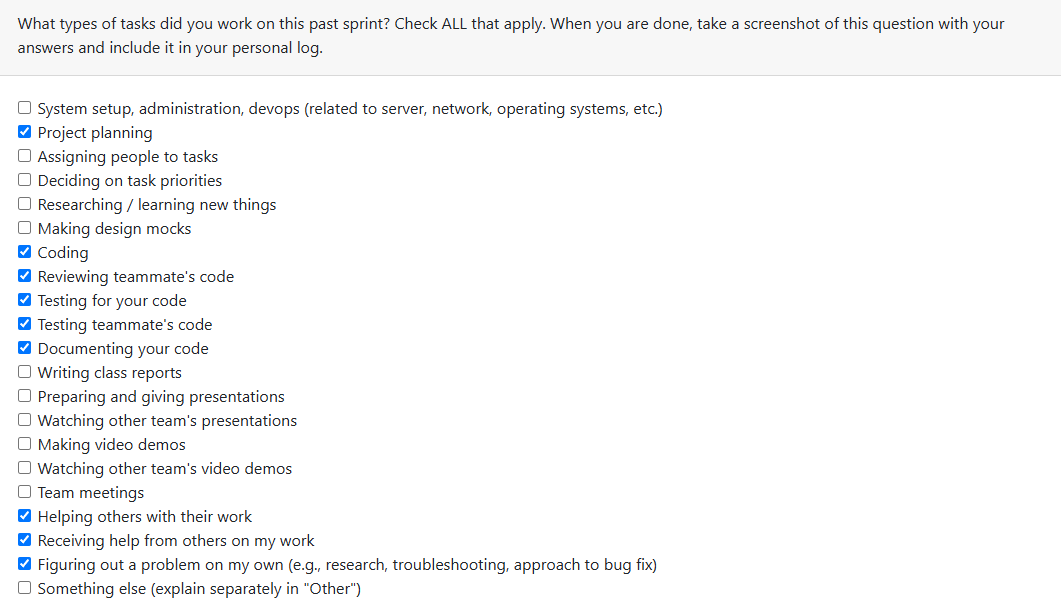 What types of tasks did you work on this past sprint? Check ALL that apply. When you are done, take a screenshot of this question with your
answers and include it in your personal log.
System setup, administration, devops (related to server, network, operating systems, etc.)
Project planning
Assigning people to tasks
Deciding on task priorities
Researching / learning new things
Making design mocks
Coding
Reviewing teammate's code
Testing for your code
Testing teammate's code
Documenting your code
Writing class reports
Preparing and giving presentations
Watching other team's presentations
Making video demos
Watching other team's video demos
Team meetings
Helping others with their work
Receiving help from others on my work
Figuring out a problem on my own (e.g., research, troubleshooting, approach to bug fix)
Something else (explain separately in "Other")